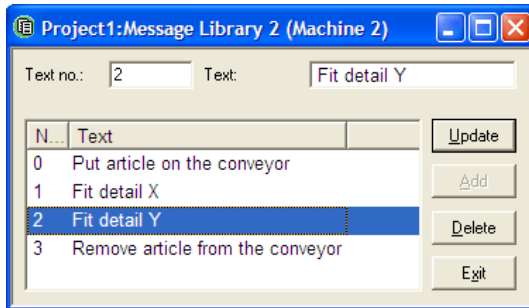 Project1:Message Library 2 (Machine 2)
Text no.: 2 Text: Fit detail Y
N... Text
Update
0 Put article on the conveyor
1 Fit detail X
Add
2 Fit detail Y
Delete
3 Remove article from the conveyor
Exit